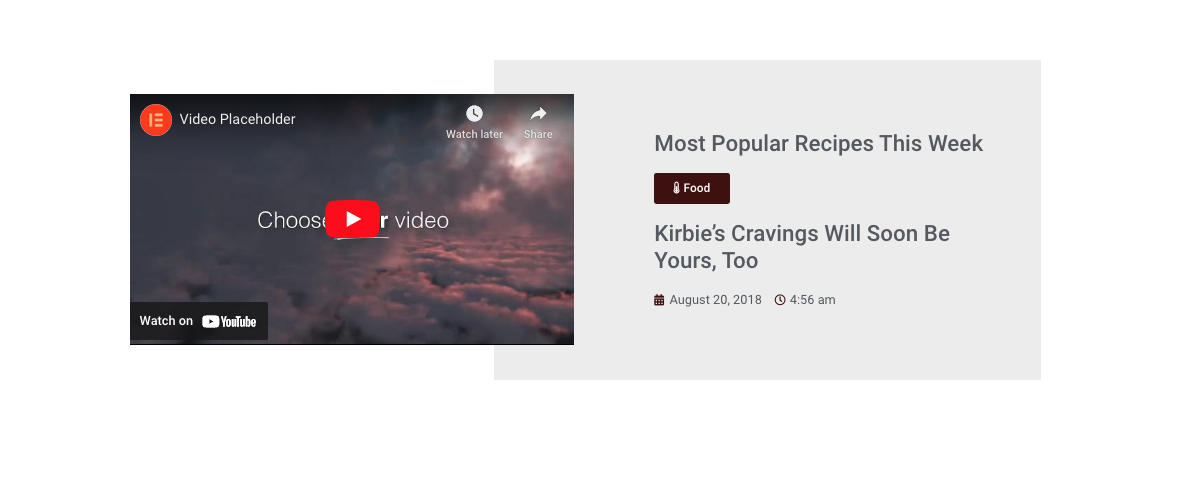 Video Placeholder
Watch later
Share
Choose
r video
Watch on YouTube
Most Popular Recipes This Week
Food
Kirbie’s Cravings Will Soon Be
Yours, Too
August 20, 2018 4:56 am